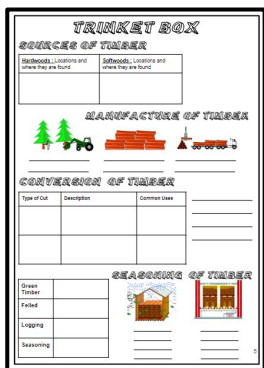 TRINKET BOX
SOURCES OF TIMBER
Hardwoods : Locations and where they are found
Softwoods : Locations and where they are found
MANUFACTURE OF TIMBER
CONVERSION OF TIMBER
Type of Cut
Description
Common Uses
SEASONING OF TIMBER
Green Timber
Felled
Logging
Seasoning